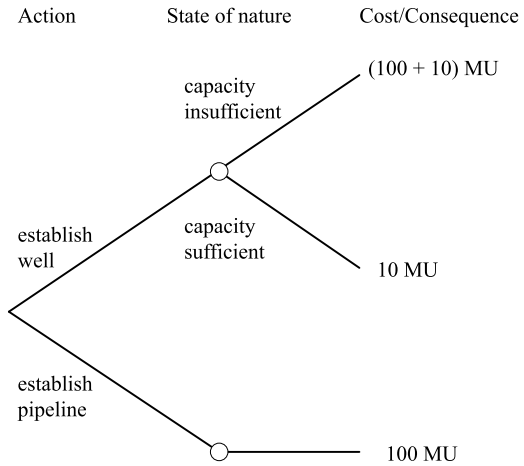 Action State of nature Cost/Consequence
(100 + 10) MU
capacity
insufficient
establish
well
capacity
sufficient
10 MU
establish
pipeline
100 MU